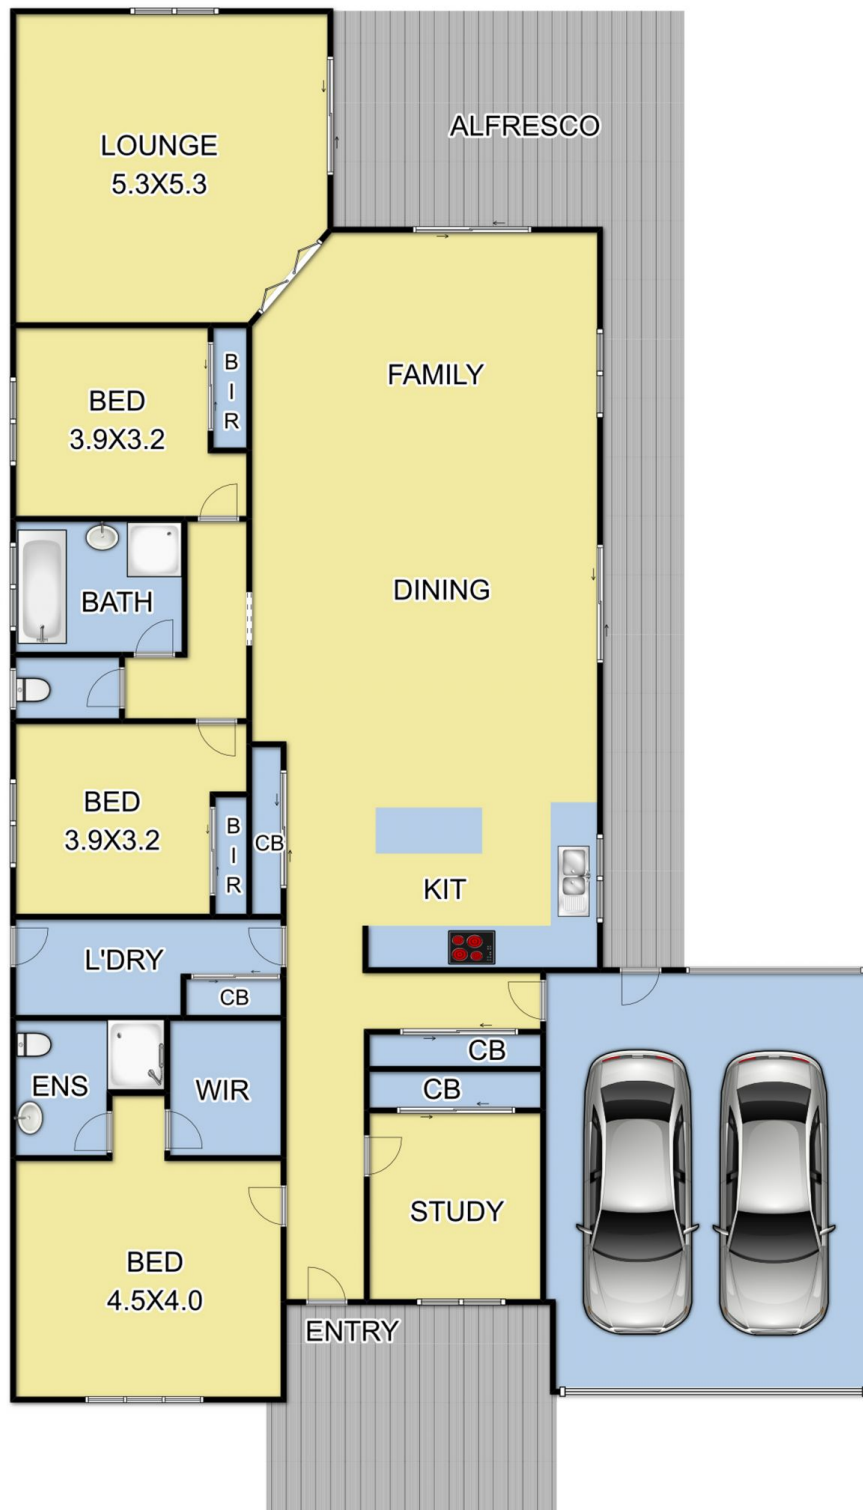 ALFRESCO
LOUNGE
5.3X5.3
FAMILY
BED
3.9X3.2
B
I
R
DINING
BATH
BED
3.9X3.2
B
I
R
CB
KIT
L'DRY
CB
CB
CB
ENS
WIR
STUDY
BED
4.5X4.0
ENTRY